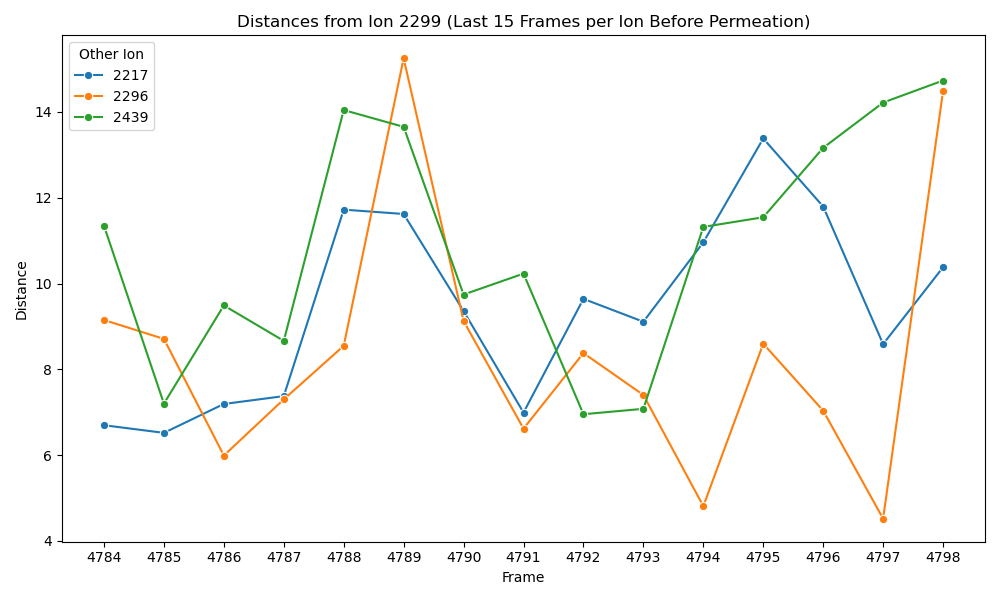 Distances from Ion 2299 (Last 15 Frames per Ion Before Permeation)
Other Ion
2217
2296
2439
Distance
14
12
10
8
6
4
4784 4785 4786 4787 4788 4789 4790 4791 4792 4793 4794 4795 4796 4797 4798
Frame